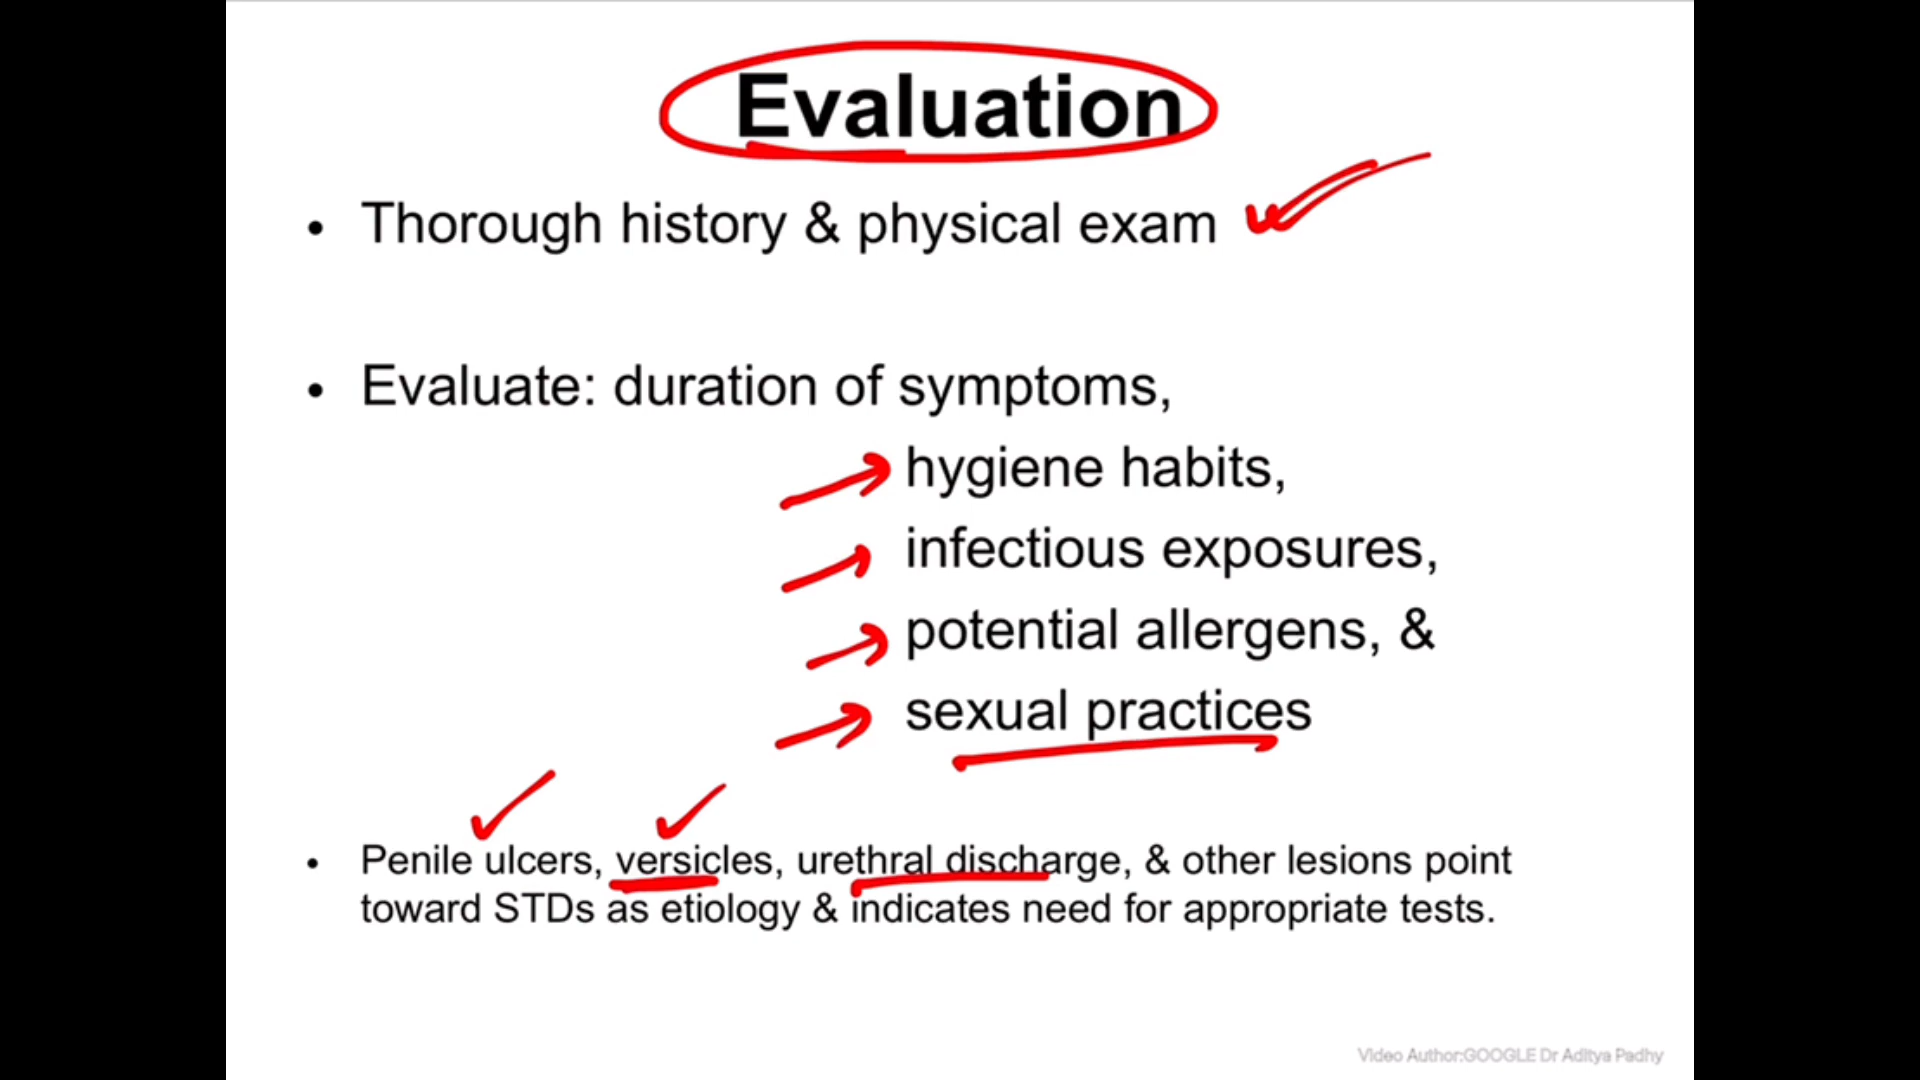 Evaluation
• Thorough history & physical exam
• Evaluate: duration of symptoms,
hygiene habits,
infectious exposures,
potential allergens, &
sexual practices
• Penile ulcers, versicles, urethral discharge, & other lesions point
toward STDs as etiology & indicates need for appropriate tests.
Video Author:GOOGLE Dr Aditya Padhy